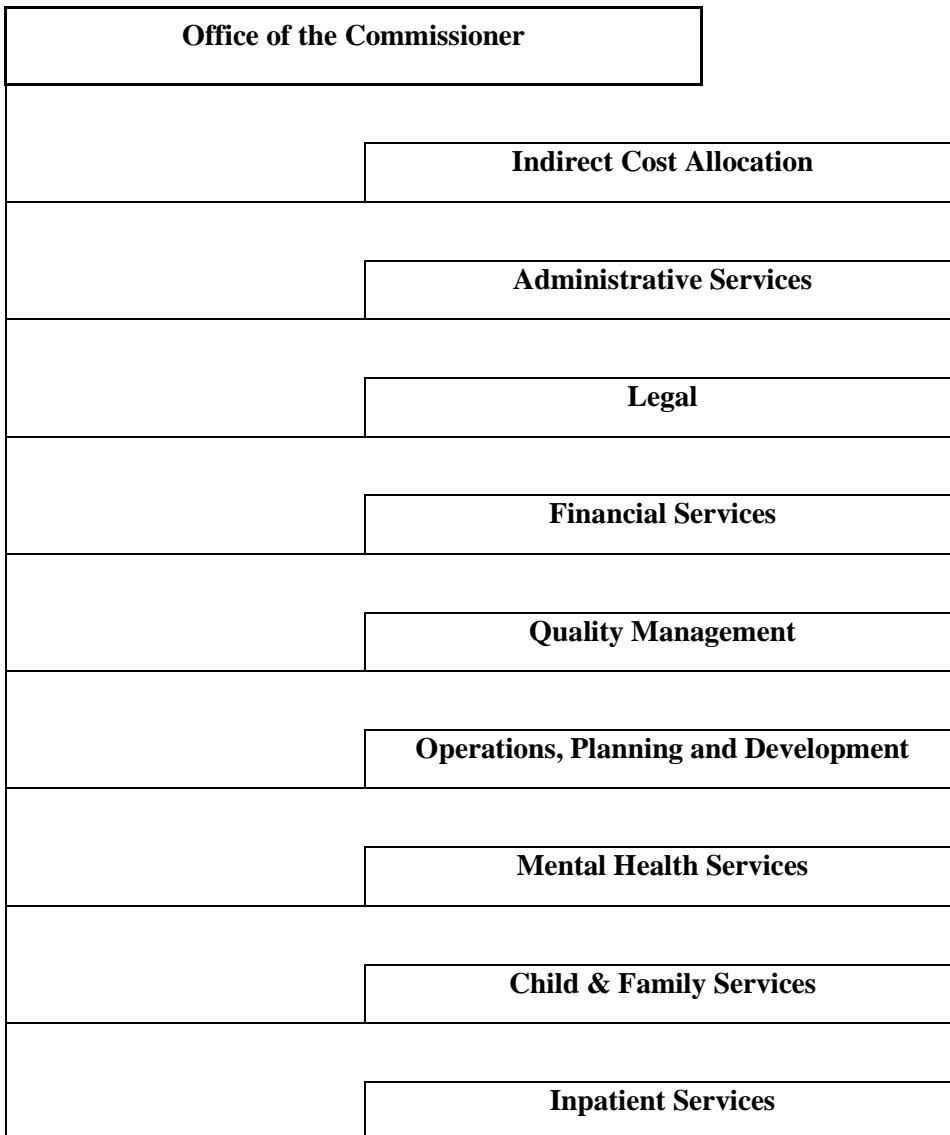 Office of the Commissioner
Indirect Cost Allocation
Administrative Services
Legal
Financial Services
Quality Management
Operations, Planning and Development
Mental Health Services
Child & Family Services
Inpatient Services